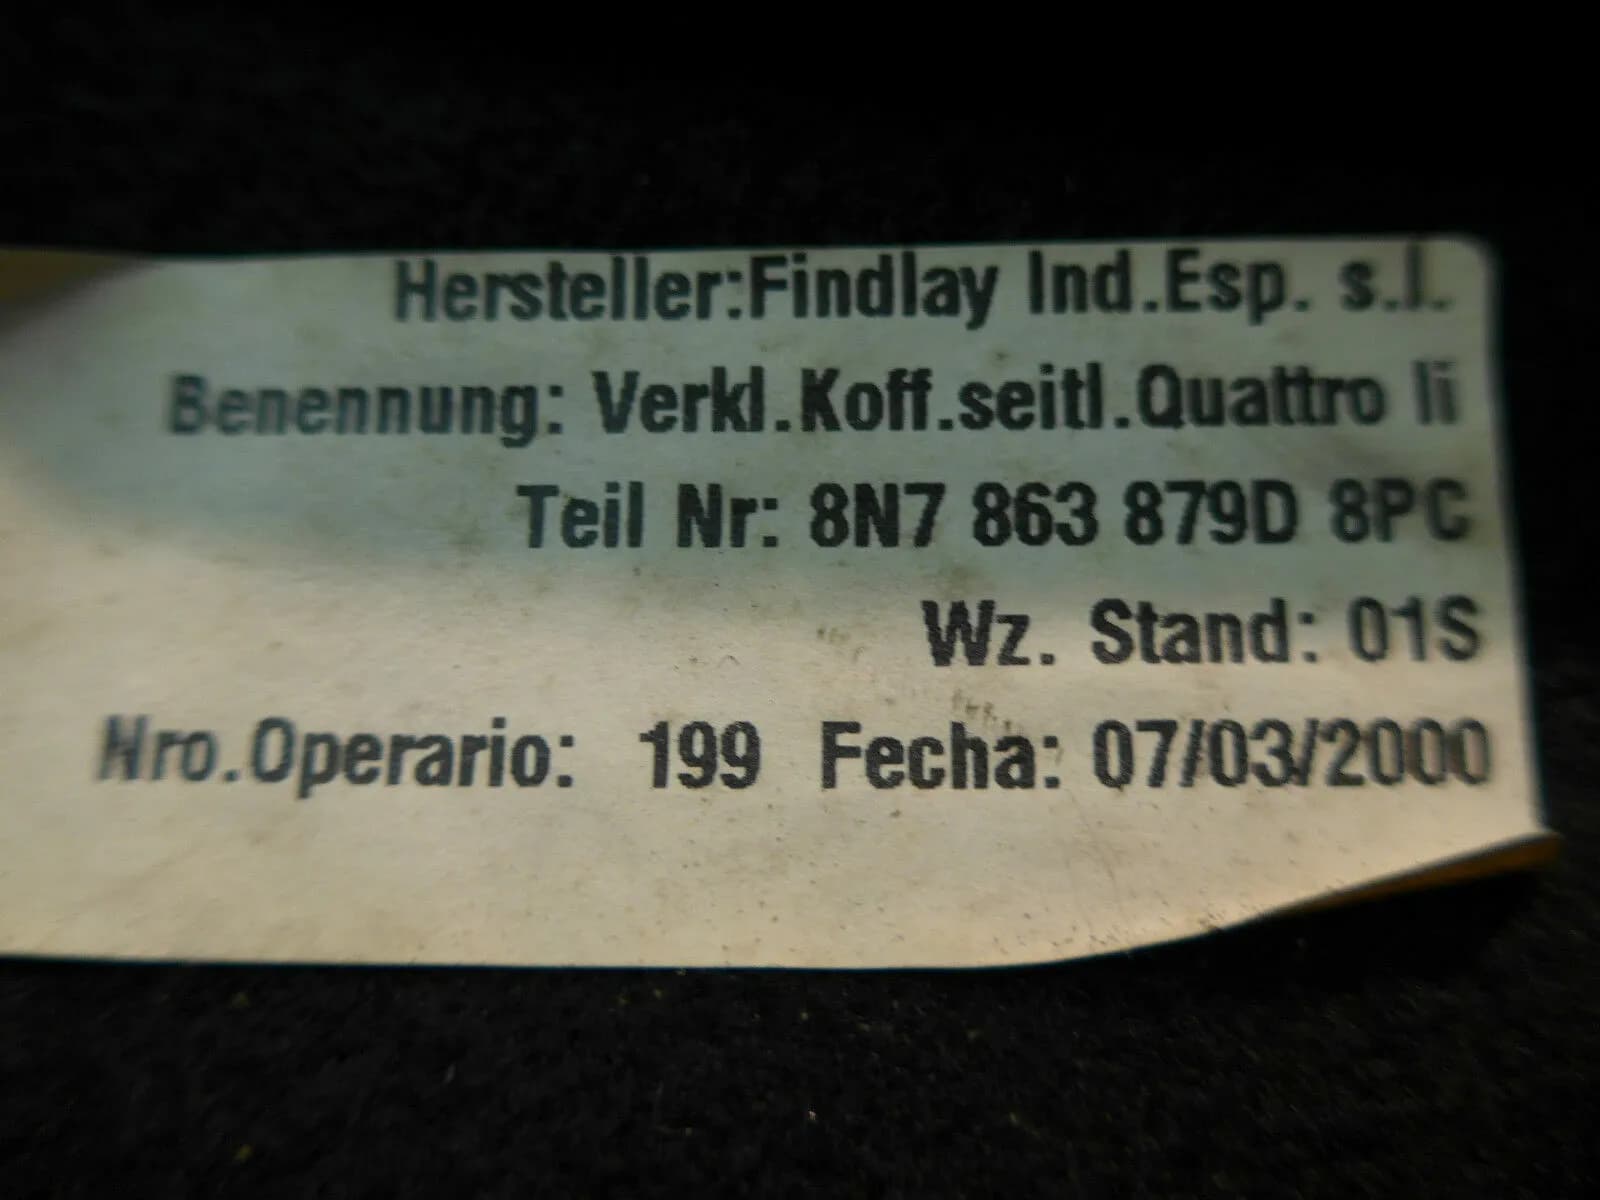 Hersteller:Findlay Ind.Esp. s.l.
Benennung: Verkl.Koff.seitl.Quattro li
Teil Nr: 8N7 863 879D 8PC
Wz. Stand: 01S
Nro.Operario: 199 Fecha: 07/03/2000